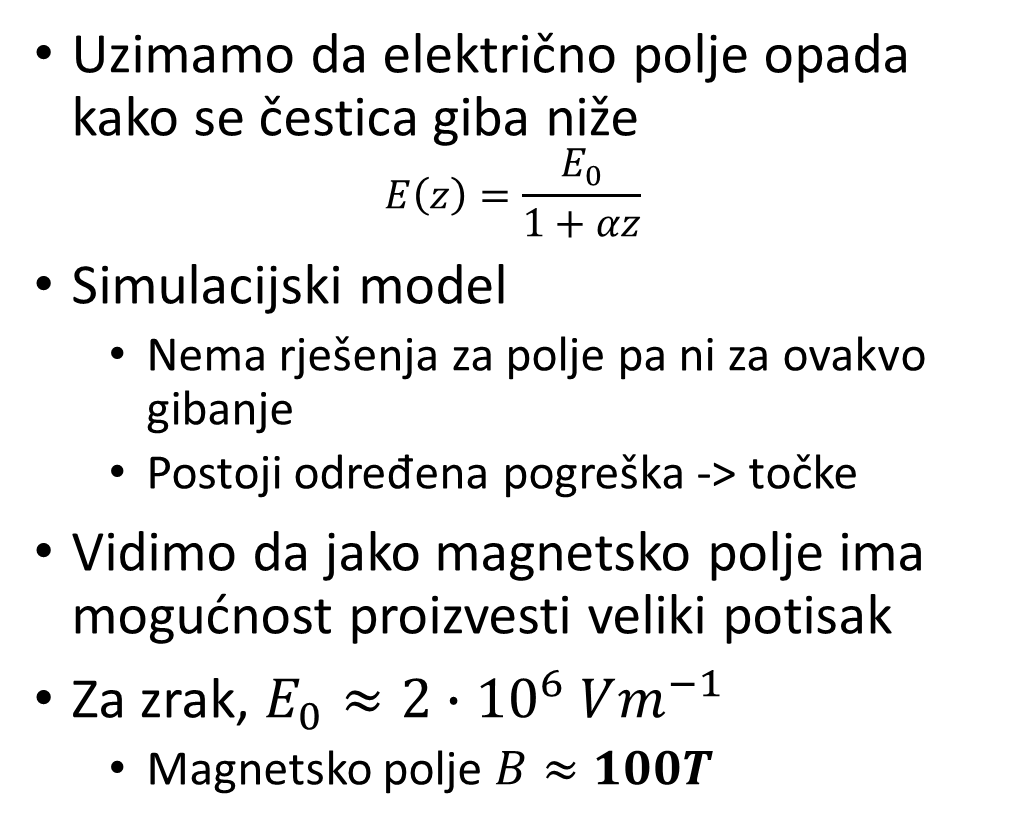 • Uzimamo da električno polje opada
kako se čestica giba niže
E(z) = E₀ / (1 + αz)
• Simulacijski model
• Nema rješenja za polje pa ni za ovakvo
gibanje
• Postoji određena pogreška -> točke
• Vidimo da jako magnetsko polje ima
mogućnost proizvesti veliki potisak
• Za zrak, E₀ ≈ 2 · 10⁶ Vm⁻¹
• Magnetsko polje B ≈ 100T